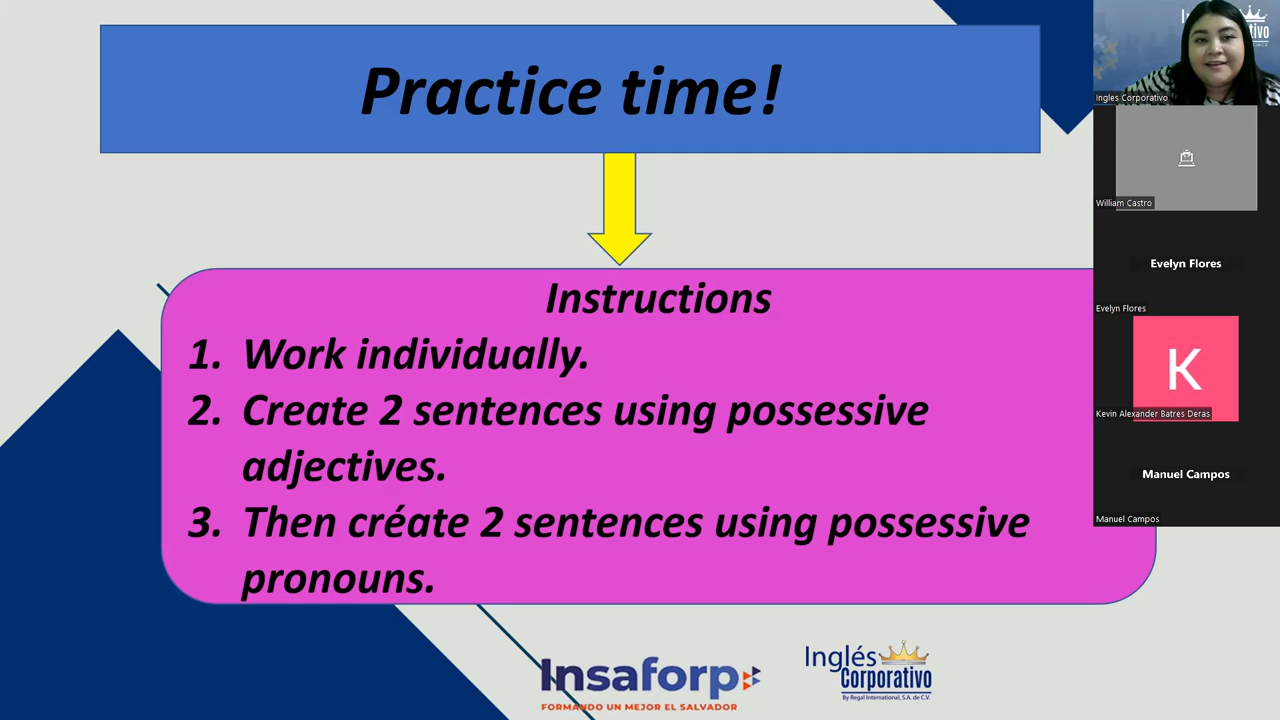 Practice time!
Instructions
1. Work individually.
2. Create 2 sentences using possessive
adjectives.
3. Then créate 2 sentences using possessive
pronouns.
Insaforp
FORMANDO UN MEJOR EL SALVADOR
Inglés
Corporativo
By Regal International, S.A. de C.V.
Ingles Corporativo
William Castro
Evelyn Flores
Evelyn Flores
K
Kevin Alexander Batres Deras
Manuel Campos
Manuel Campos